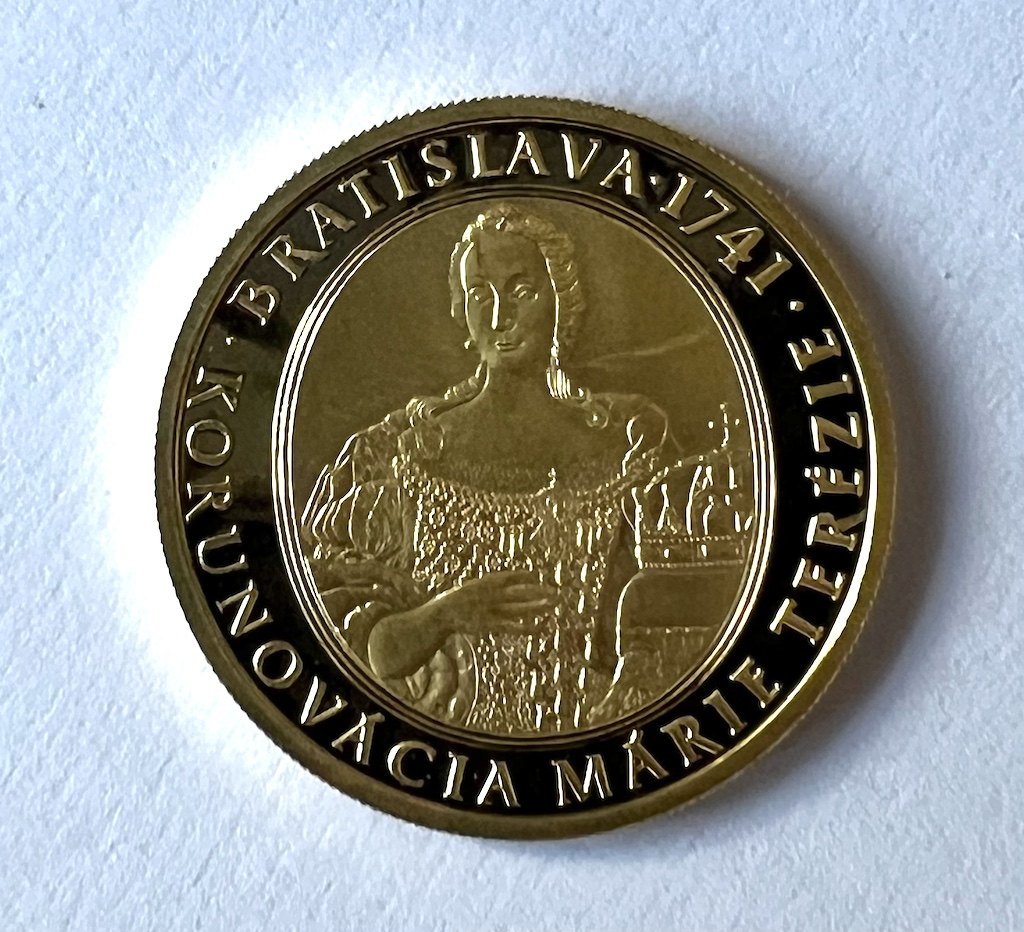 BRATISLAVA·1741·
KORUNOVÁCIA MÁRIE TERÉZIE·